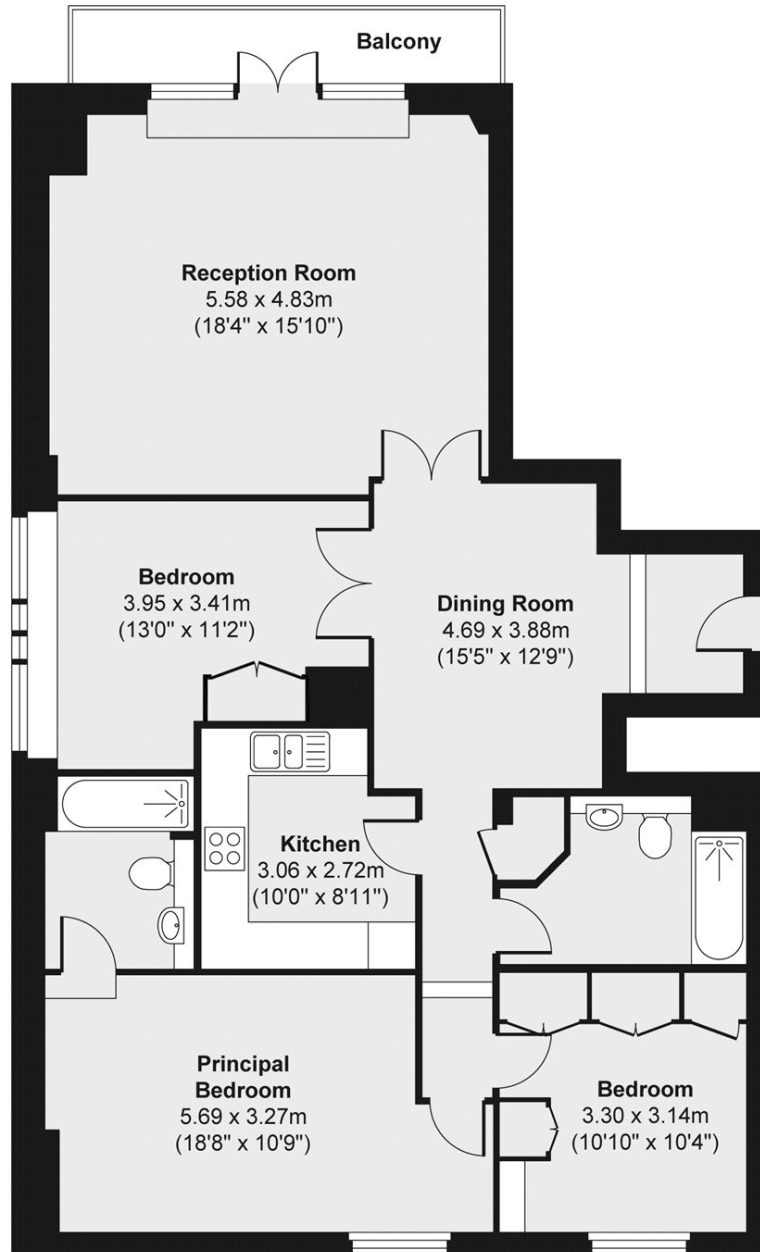 Balcony
Reception Room
5.58 x 4.83m
(18'4" x 15'10")
Bedroom
3.95 x 3.41m
(13'0" x 11'2")
Dining Room
4.69 x 3.88m
(15'5" x 12'9")
Kitchen
3.06 x 2.72m
(10'0" x 8'11")
Principal
Bedroom
5.69 x 3.27m
(18'8" x 10'9")
Bedroom
3.30 x 3.14m
(10'10" x 10'4")